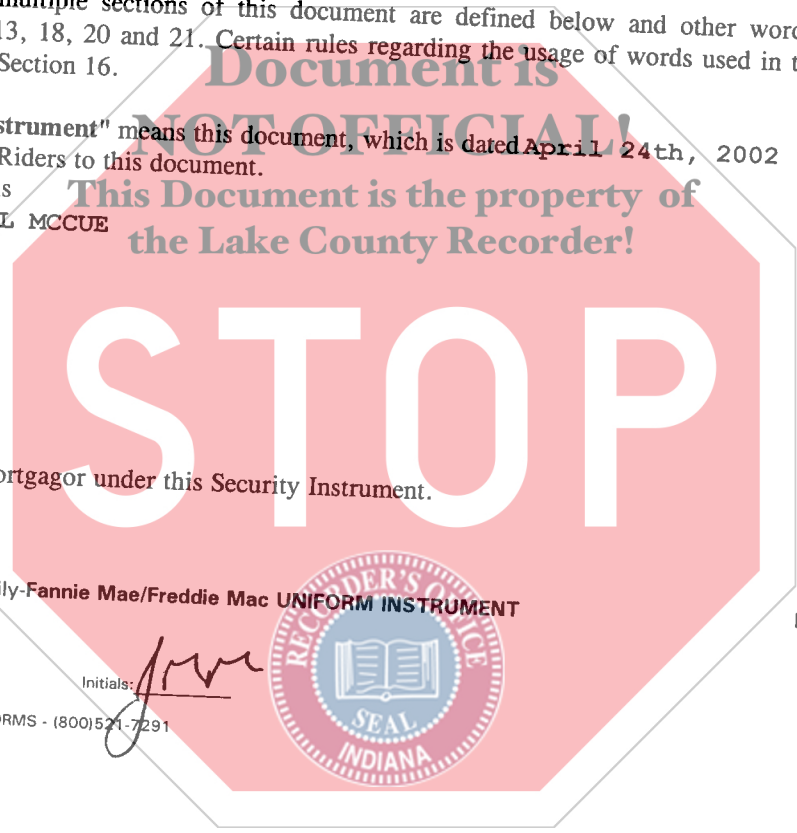 multiple sections of this document are defined below and other word
13, 18, 20 and 21. Certain rules regarding the usage of words used in t
Section 16.
Document is
NOT OFFICIAL!
strument" means this document, which is dated April 24th, 2002
Riders to this document.
s
This Document is the property of
L MCCUE
the Lake County Recorder!
STOP
ortgagor under this Security Instrument.
ily-Fannie Mae/Freddie Mac UNIFORM INSTRUMENT
RECORDER'S OFFICE
Initials:
SEAL
RMS - (800)521-7291
INDIANA